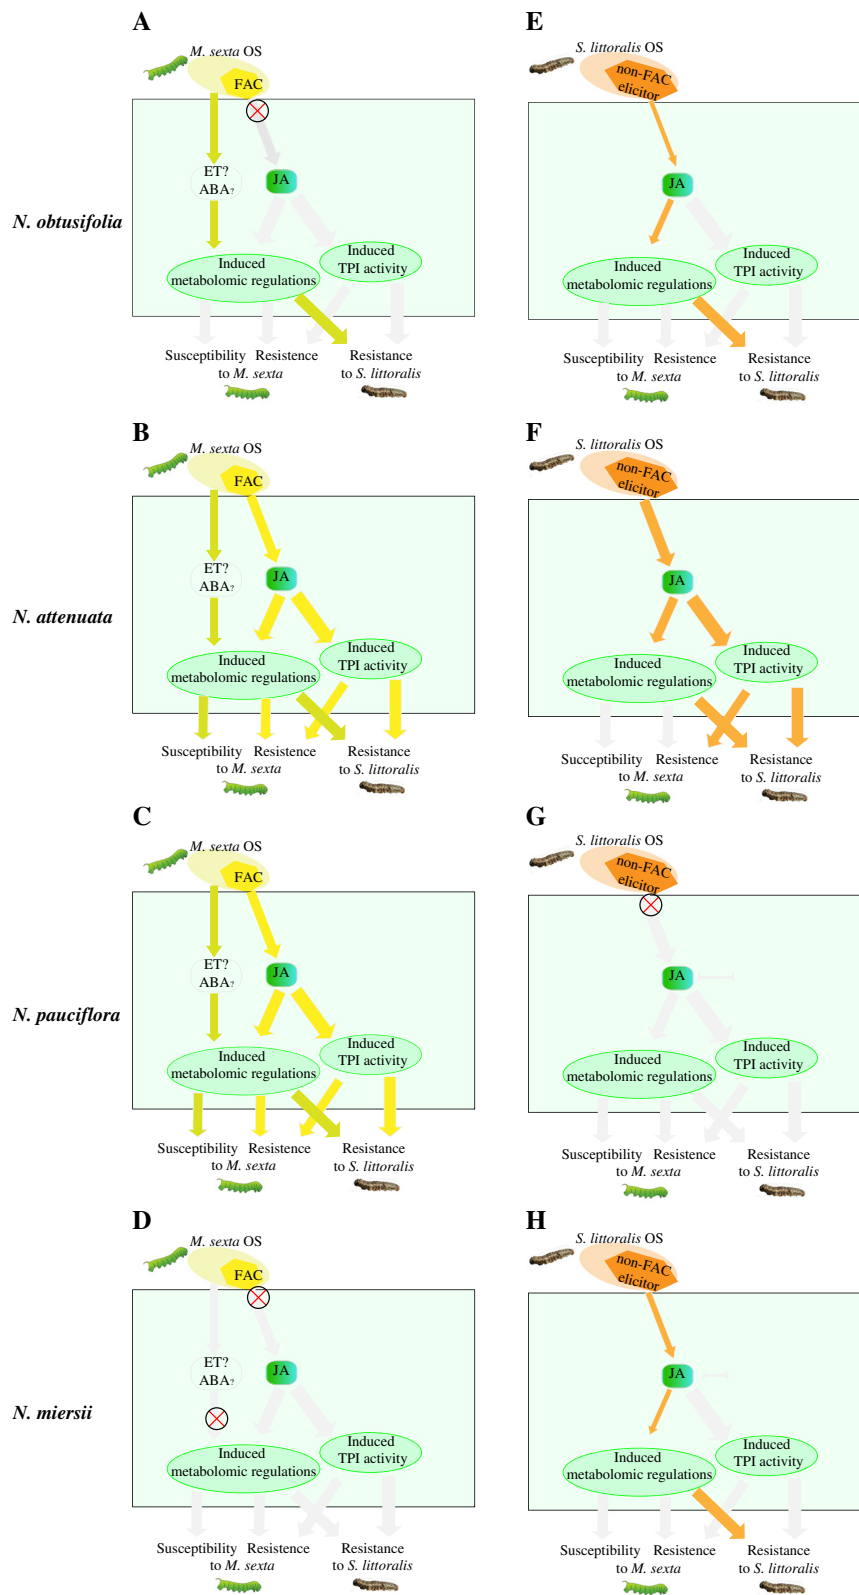 A
M. sexta OS
FAC
ET?
ABA?
JA
N. obtusifolia
Induced
metabolomic regulations
Induced
TPI activity
Susceptibility Resistence
to M. sexta
Resistance
to S. littoralis
E
S. littoralis OS
non-FAC
elicitor
JA
Induced
metabolomic regulations
Induced
TPI activity
Susceptibility Resistence
to M. sexta
Resistance
to S. littoralis
B
M. sexta OS
FAC
ET?
ABA?
JA
N. attenuata
Induced
metabolomic regulations
Induced
TPI activity
Susceptibility Resistence
to M. sexta
Resistance
to S. littoralis
F
S. littoralis OS
non-FAC
elicitor
JA
Induced
metabolomic regulations
Induced
TPI activity
Succeptibility Resistence
to M. sexta
Resistance
to S. littoralis
C
M. sexta OS
FAC
ET?
ABA?
JA
N. pauciflora
Induced
metabolomic regulations
Induced
TPI activity
Susceptibility Resistence
to M. sexta
Resistance
to S. littoralis
G
S. littoralis OS
non-FAC
elicitor
JA
Induced
metabolomic regulations
Induced
TPI activity
Susceptibility Resistence
to M. sexta
Resistance
to S. littoralis
D
M. sexta OS
FAC
ET?
ABA?
JA
N. miersii
Induced
metabolomic regulations
Induced
TPI activity
Susceptibility Resistence
to M. sexta
Resistance
to S. littoralis
H
S. littoralis OS
non-FAC
elicitor
JA
Induced
metabolomic regulations
Induced
TPI activity
Susceptibility Resistence
to M. sexta
Resistance
to S. littoralis